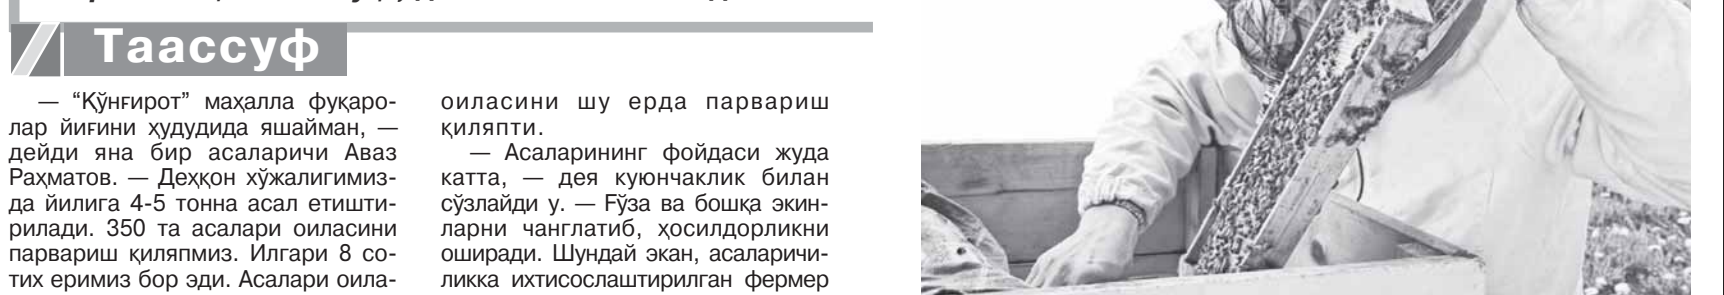 Таассуф
— “Қўнғирот” маҳалла фуқаро-
лар йиғини ҳудудида яшайман, —
дейди яна бир асаларичи Аваз
Раҳматов. — Деҳқон хўжалигимиз-
да йилига 4-5 тонна асал етишти-
рилади. 350 та асалари оиласини
парвариш қиляпмиз. Илгари 8 со-
тих еримиз бор эди. Асалари оила-
оиласини шу ерда парвариш
қиляпти.
— Асаларининг фойдаси жуда
катта, — дея куюнчаклик билан
сўзлайди у. — Ғўза ва бошқа экин-
ларни чанглатиб, ҳосилдорликни
оширади. Шундай экан, асаларичи-
ликка ихтисослаштирилган фермер